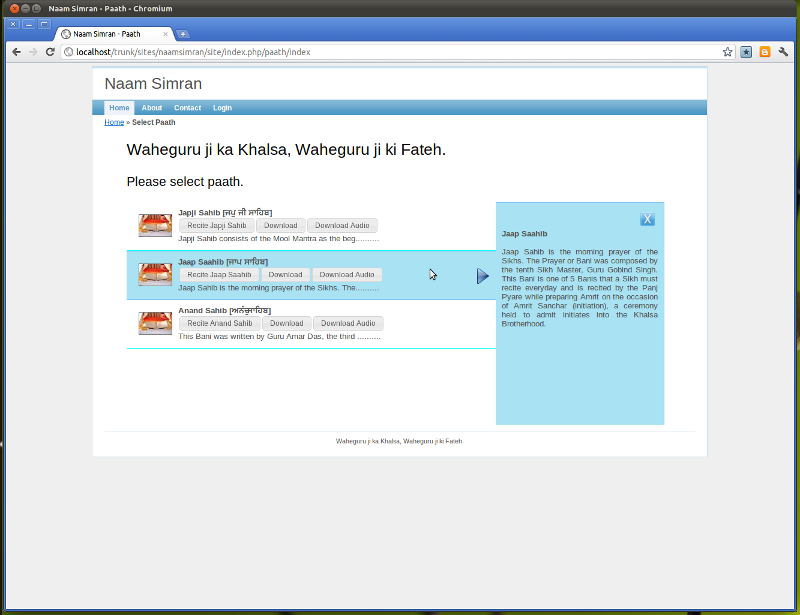 Naam Simran - Paath - Chromium
Naam Simran - Paath
localhost/trunk/sites/naamsimran/site/index.php/paath/index
Naam Simran
Home About Contact Login
Home » Select Paath
Waheguru ji ka Khalsa, Waheguru ji ki Fateh.
Please select paath.
Japji Sahib [ਜਪੁ ਜੀ ਸਾਹਿਬ]
Recite Japji Sahib Download Download Audio
Japji Sahib consists of the Mool Mantra as the beg..........
Jaap Saahib [ਜਾਪ ਸਾਹਿਬ]
Recite Jaap Saahib Download Download Audio
Jaap Sahib is the morning prayer of the Sikhs. The..........
Anand Sahib [ਅਨੰਦੁਸਾਹਿਬ]
Recite Anand Sahib Download Download Audio
This Bani was written by Guru Amar Das, the third ..........
X
Jaap Saahib
Jaap Sahib is the morning prayer of the
Sikhs. The Prayer or Bani was composed by
the tenth Sikh Master, Guru Gobind Singh.
This Bani is one of 5 Banis that a Sikh must
recite everyday and is recited by the Panj
Pyare while preparing Amrit on the occasion
of Amrit Sanchar (initiation), a ceremony
held to admit initiates into the Khalsa
Brotherhood.
Waheguru ji ka Khalsa, Waheguru ji ki Fateh.